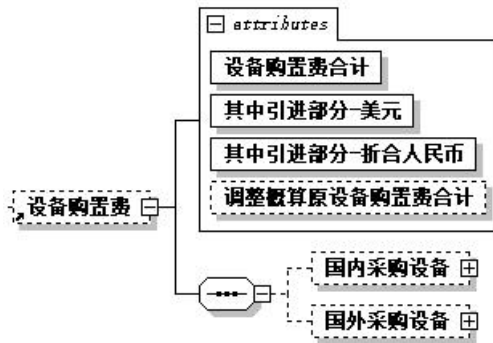 attributes
设备购置费合计
其中引进部分-美元
其中引进部分-折合人民币
调整概算原设备购置费合计
设备购置费
国内采购设备
国外采购设备